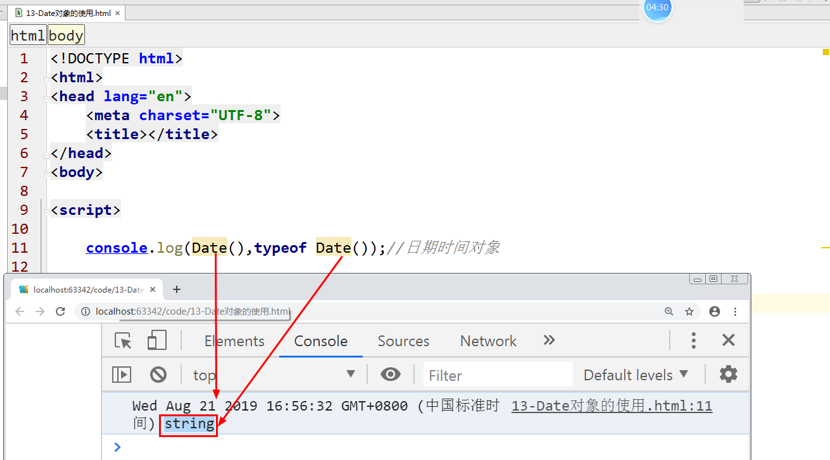 13-Date对象的使用.html ×
04:30
html body
1 <!DOCTYPE html>
2 <html>
3 <head lang="en">
4 <meta charset="UTF-8">
5 <title></title>
6 </head>
7 <body>
8
9 <script>
10
11 console.log(Date(),typeof Date());//日期时间对象
12
localhost:63342/code/13-Date × +
localhost:63342/code/13-Date对象的使用.html
Elements Console Sources Network »
top ▼ Filter Default levels ▼
Wed Aug 21 2019 16:56:32 GMT+0800 (中国标准时 13-Date对象的使用.html:11
间) string
>